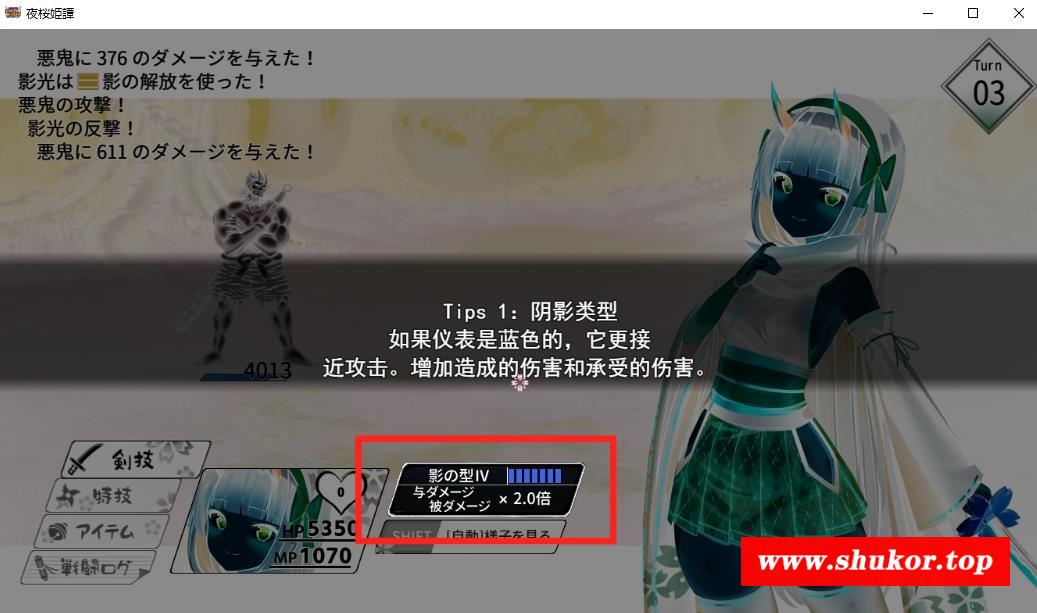 夜桜姫譚
悪鬼に 376 のダメージを与えた！
影光は影の解放を使った！
悪鬼の攻撃！
影光の反撃！
悪鬼に 611 のダメージを与えた！
Turn
03
Tips 1: 阴影类型
如果仪表是蓝色的，它更接
近攻击。增加造成的伤害和承受的伤害。
4013
剣技
特技
アイテム
戦闘ログ
0
HP 5350
MP 1070
影の型IV
与ダメージ
被ダメージ × 2.0倍
SHIFT [自動]様子を見る
www.shukor.top